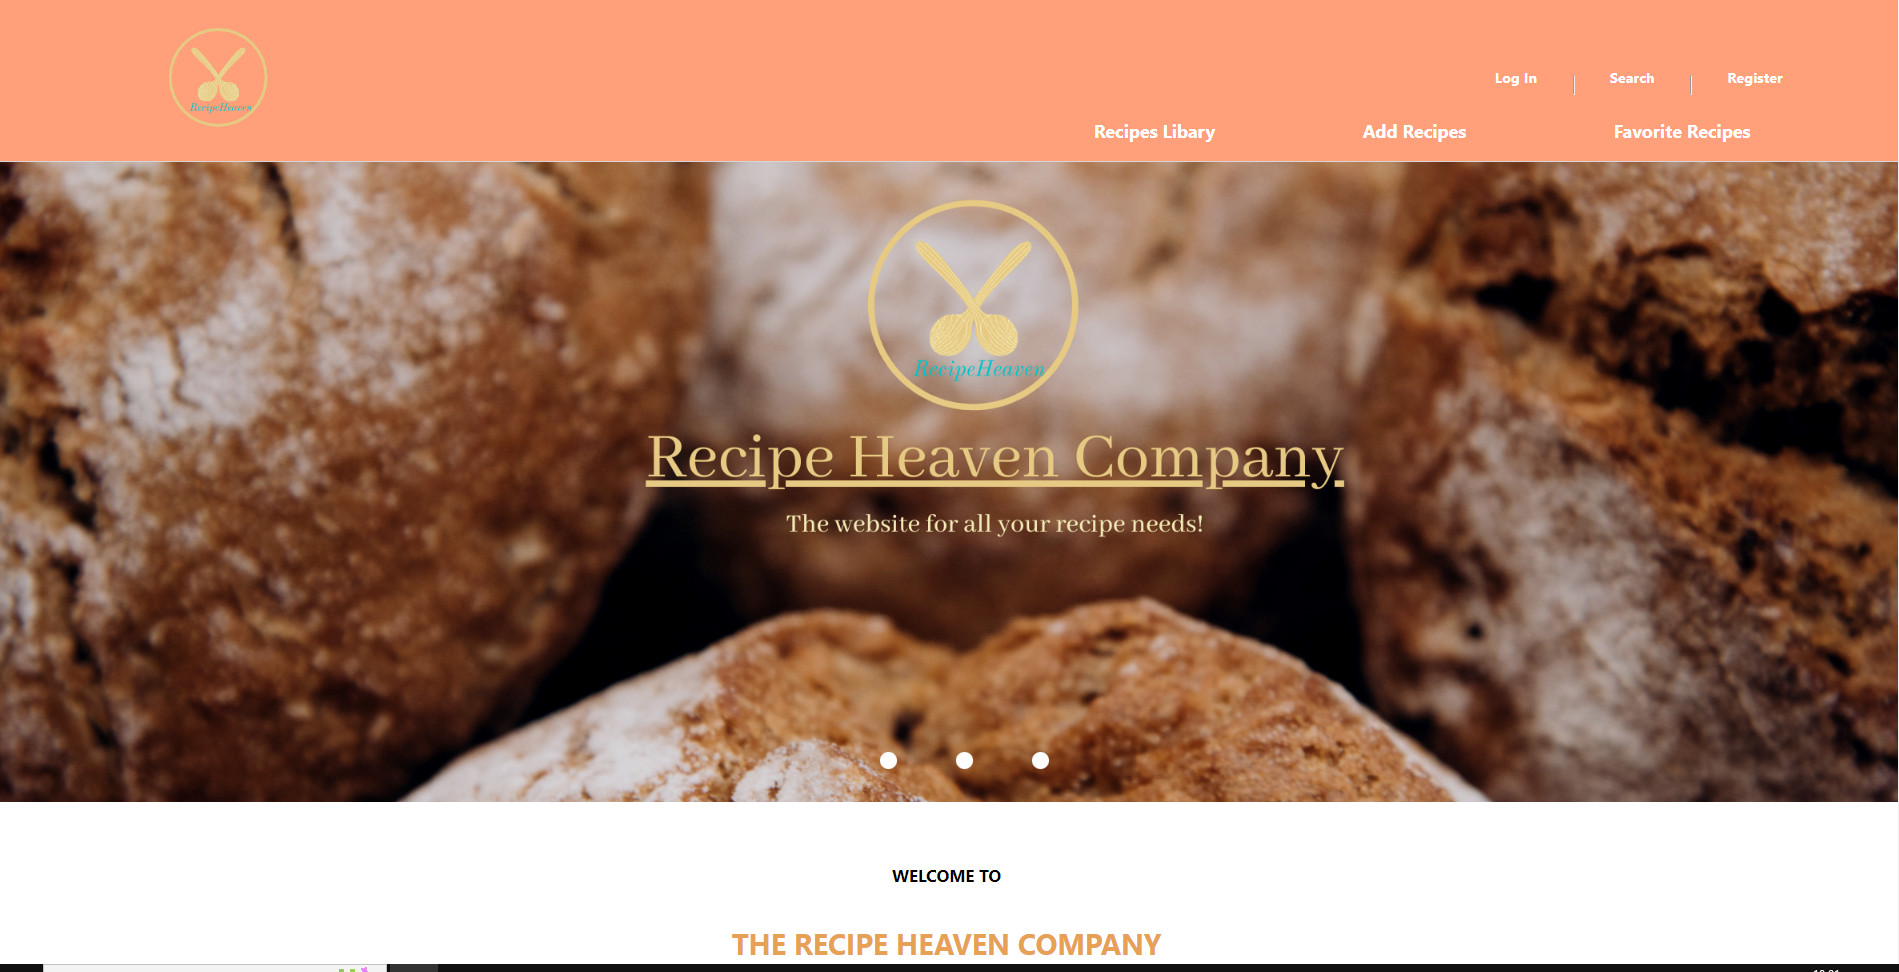 RecipeHeaven
Log In
Search
Register
Recipes Libary
Add Recipes
Favorite Recipes
RecipeHeaven
Recipe Heaven Company
The website for all your recipe needs!
WELCOME TO
THE RECIPE HEAVEN COMPANY